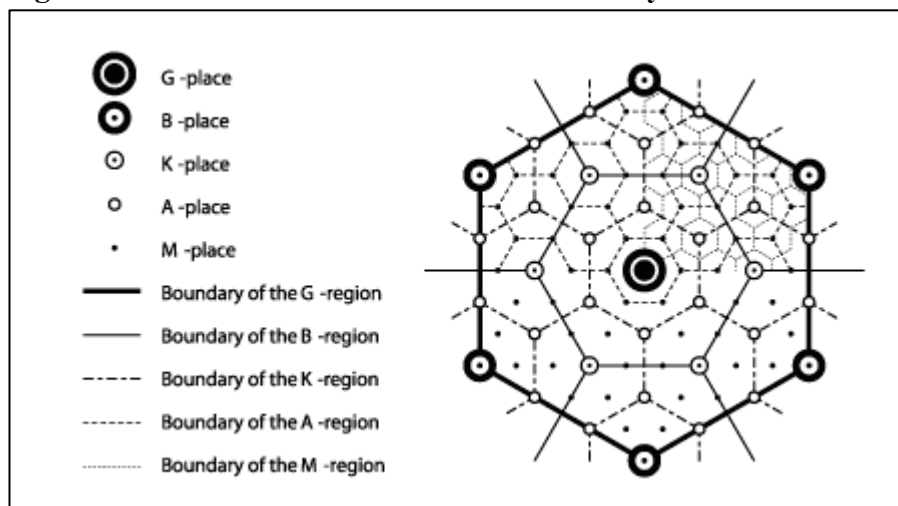 G -place
B -place
K -place
A -place
M -place
Boundary of the G -region
Boundary of the B -region
Boundary of the K -region
Boundary of the A -region
Boundary of the M -region